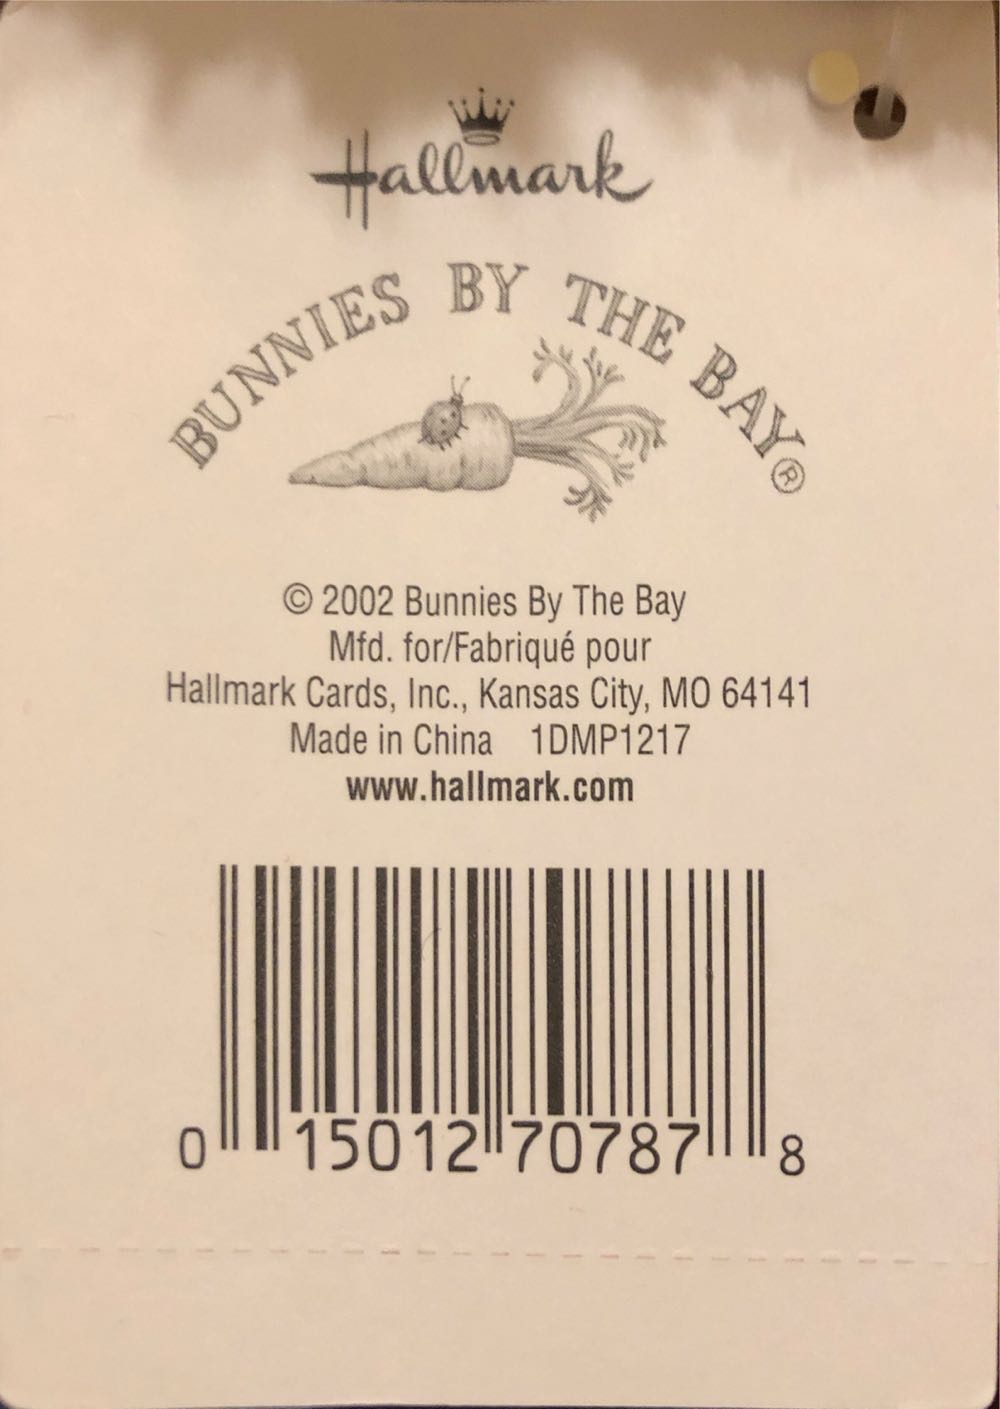 Hallmark
BUNNIES BY THE BAY®
© 2002 Bunnies By The Bay
Mfd. for/Fabriqué pour
Hallmark Cards, Inc., Kansas City, MO 64141
Made in China 1DMP1217
www.hallmark.com
0 15012 70787 8